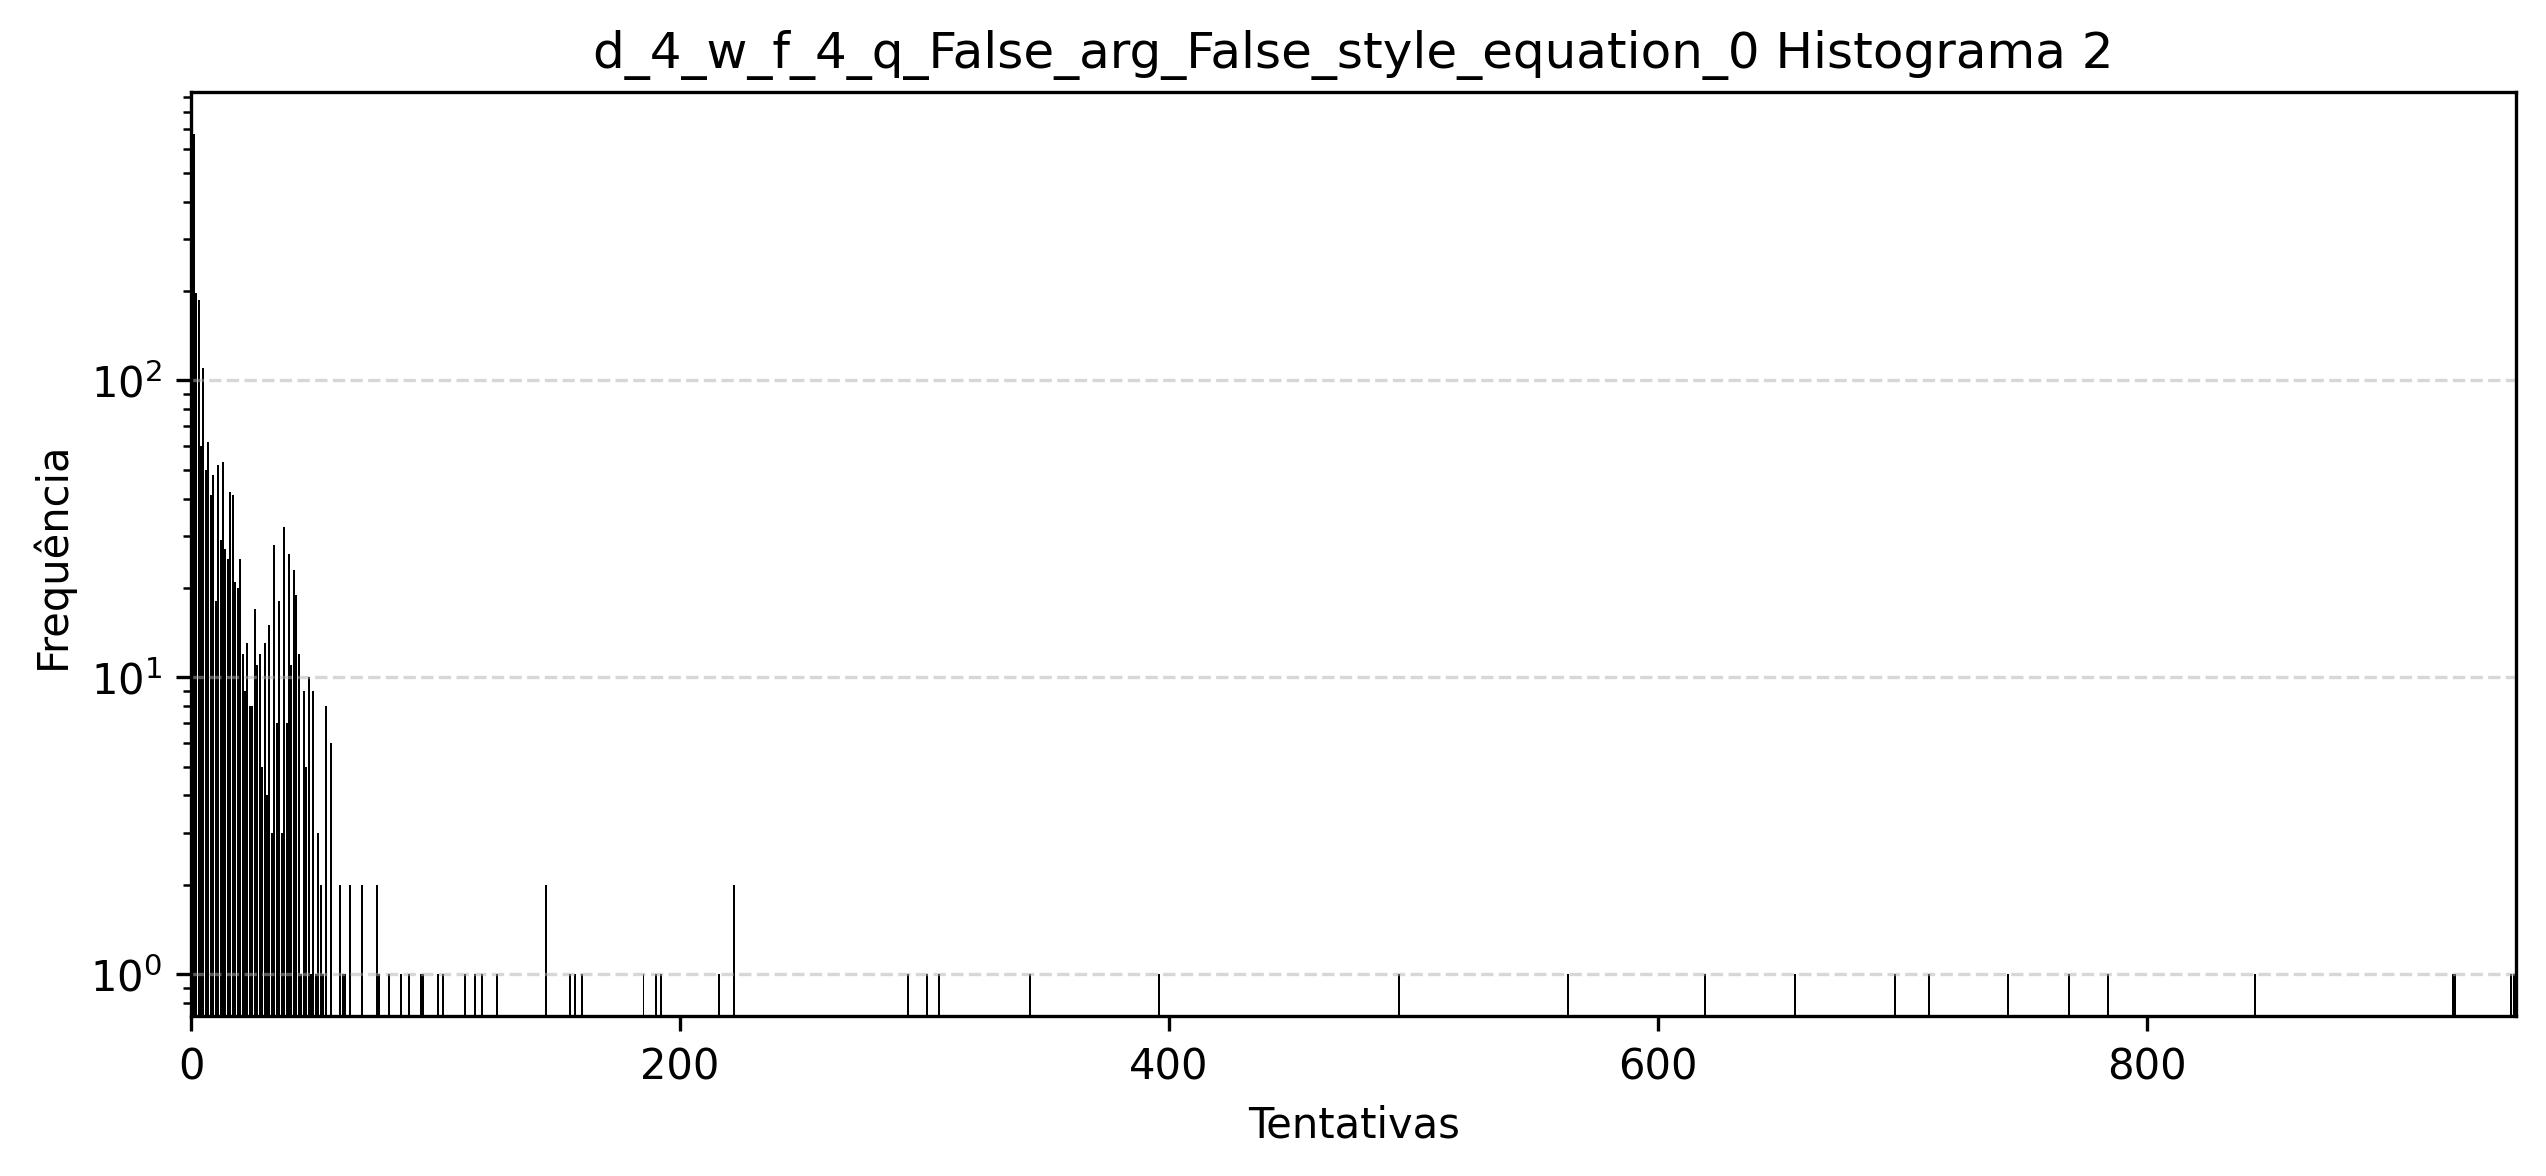 d_4_w_f_4_q_False_arg_False_style_equation_0 Histograma 2
Frequência
10²
10¹
10⁰
0 200 400 600 800
Tentativas